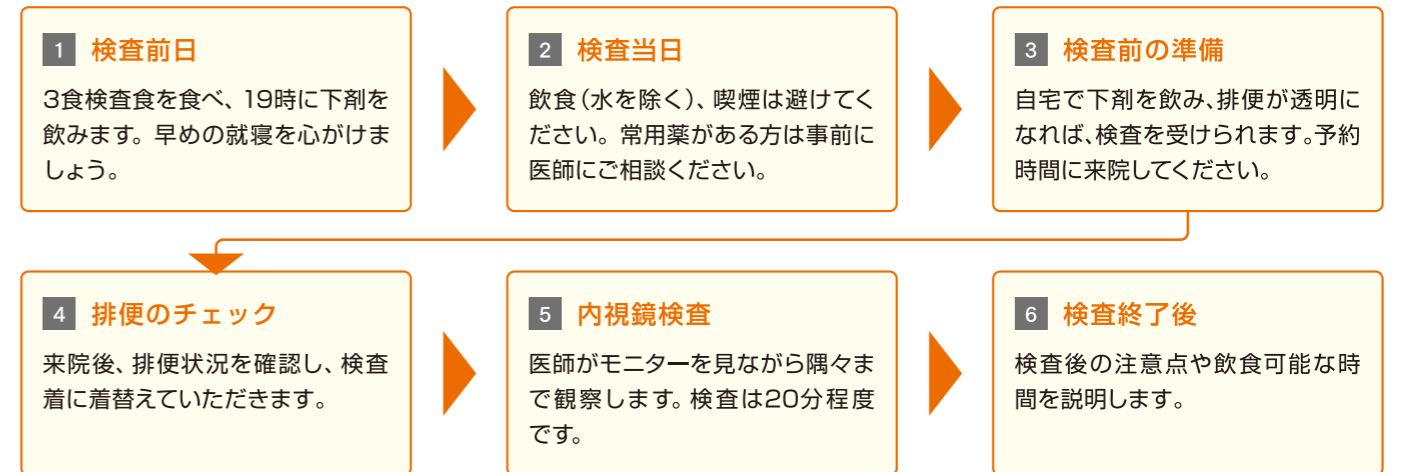 1 検査前日
3食検査食を食べ、19時に下剤を
飲みます。早めの就寝を心がけま
しょう。
2 検査当日
飲食(水を除く)、喫煙は避けてく
ださい。常用薬がある方は事前に
医師にご相談ください。
3 検査前の準備
自宅で下剤を飲み、排便が透明に
なれば、検査を受けられます。予約
時間に来院してください。
4 排便のチェック
来院後、排便状況を確認し、検査
着に着替えていただきます。
5 内視鏡検査
医師がモニターを見ながら隅々ま
で観察します。検査は20分程度
です。
6 検査終了後
検査後の注意点や飲食可能な時
間を説明します。